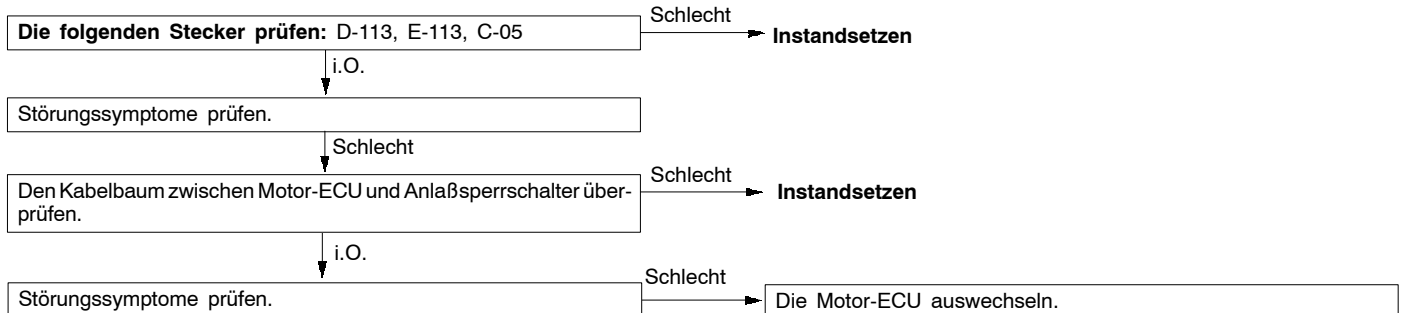 Die folgenden Stecker prüfen: D-113, E-113, C-05
Schlecht
Instandsetzen
i.O.
Störungssymptome prüfen.
Schlecht
Den Kabelbaum zwischen Motor-ECU und Anlaßsperrschalter über-
prüfen.
Schlecht
Instandsetzen
i.O.
Störungssymptome prüfen.
Schlecht
Die Motor-ECU auswechseln.